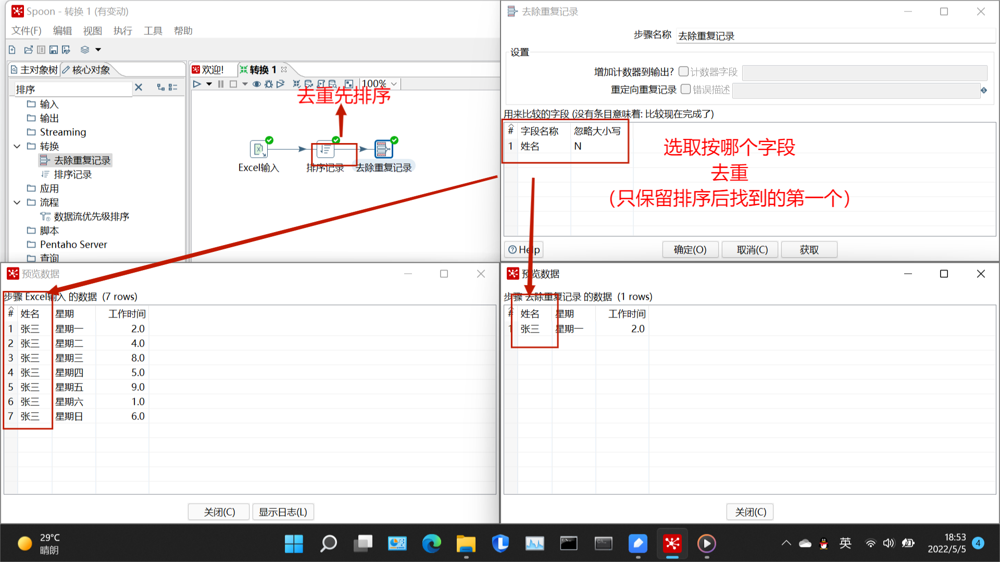 Spoon - 转换 1 (有变动)
文件(F) 编辑 视图 执行 工具 帮助
主对象树 核心对象
排序
输入
输出
Streaming
转换
去除重复记录
排序记录
应用
流程
数据流优先级排序
脚本
Pentaho Server
查询
欢迎! 转换 1
100%
去重先排序
Excel输入 排序记录 去除重复记录
去除重复记录
步骤名称 去除重复记录
设置
增加计数器到输出? 计数器字段
重定向重复记录 错误描述
用来比较的字段 (没有条目意味着: 比较现在完成了)
# 字段名称 忽略大小写
1 姓名 N
选取按哪个字段
去重
(只保留排序后找到的第一个)
Help 确定(O) 取消(C) 获取
预览数据
步骤 Excel输入 的数据 (7 rows)
# 姓名 星期 工作时间
1 张三 星期一 2.0
2 张三 星期二 4.0
3 张三 星期三 8.0
4 张三 星期四 5.0
5 张三 星期五 9.0
6 张三 星期六 1.0
7 张三 星期日 6.0
关闭(C) 显示日志(L)
预览数据
步骤 去除重复记录 的数据 (1 rows)
# 姓名 星期 工作时间
1 张三 星期一 2.0
关闭(C)
29°C
晴朗
英
18:53
2022/5/5
4